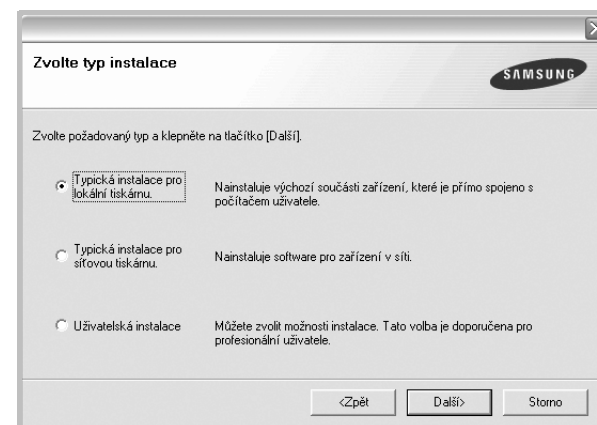 Zvolte typ instalace
SAMSUNG
Zvolte požadovaný typ a klepněte na tlačítko [Další].
Typická instalace pro
lokální tiskárnu.
Nainstaluje výchozí součásti zařízení, které je přímo spojeno s
počítačem uživatele.
Typická instalace pro
síťovou tiskárnu.
Nainstaluje software pro zařízení v síti.
Uživatelská instalace
Můžete zvolit možnosti instalace. Tato volba je doporučena pro
profesionální uživatele.
<Zpět
Další>
Storno